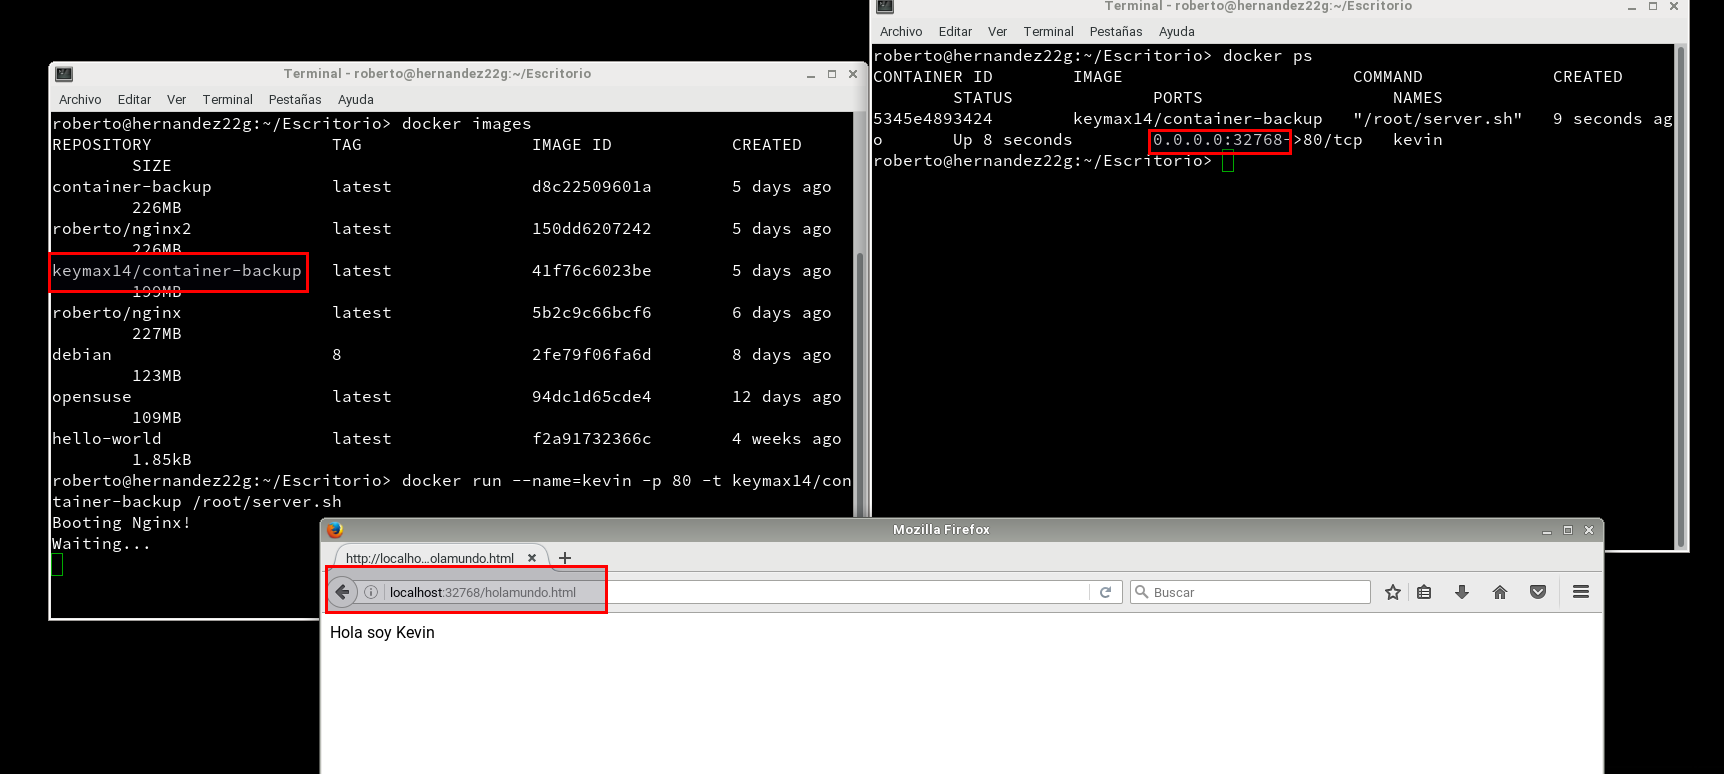 Terminal - roberto@hernandez22g:~/Escritorio
Archivo Editar Ver Terminal Pestañas Ayuda
roberto@hernandez22g:~/Escritorio> docker images
REPOSITORY TAG IMAGE ID CREATED
SIZE
container-backup latest d8c22509601a 5 days ago
226MB
roberto/nginx2 latest 150dd6207242 5 days ago
226MB
keymax14/container-backup latest 41f76c6023be 5 days ago
199MB
roberto/nginx latest 5b2c9c66bcf6 6 days ago
227MB
debian 8 2fe79f06fa6d 8 days ago
123MB
opensuse latest 94dc1d65cde4 12 days ago
109MB
hello-world latest f2a91732366c 4 weeks ago
1.85kB
roberto@hernandez22g:~/Escritorio> docker run --name=kevin -p 80 -t keymax14/con
tainer-backup /root/server.sh
Booting Nginx!
Waiting...
Terminal - roberto@hernandez22g:~/Escritorio
Archivo Editar Ver Terminal Pestañas Ayuda
roberto@hernandez22g:~/Escritorio> docker ps
CONTAINER ID IMAGE COMMAND CREATED
STATUS PORTS NAMES
5345e4893424 keymax14/container-backup "/root/server.sh" 9 seconds ag
o Up 8 seconds 0.0.0.0:32768->80/tcp kevin
roberto@hernandez22g:~/Escritorio>
Mozilla Firefox
http://localho...olamundo.html
localhost:32768/holamundo.html
Buscar
Hola soy Kevin